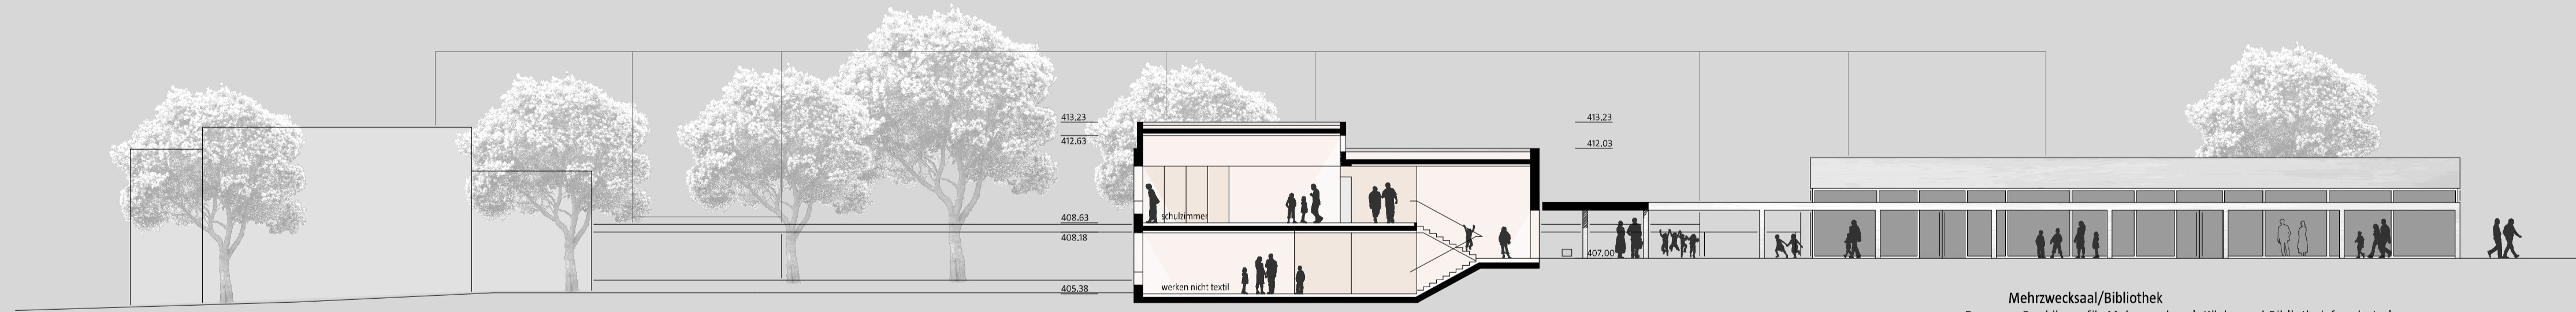 413,23
412,63
408,63
408,18
405,38
schulzimmer
werken nicht textil
413,23
412,03
407,00
Mehrzwecksaal/Bibliothek